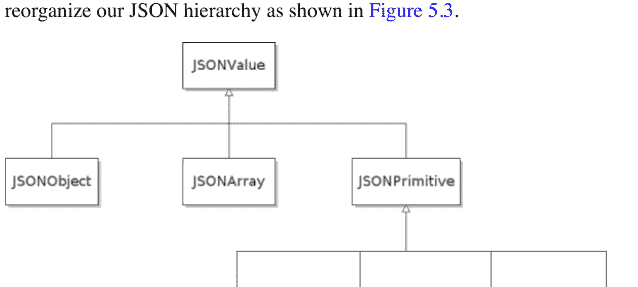 reorganize our JSON hierarchy as shown in Figure 5.3.
JSONValue
JSONObject
JSONArray
JSONPrimitive